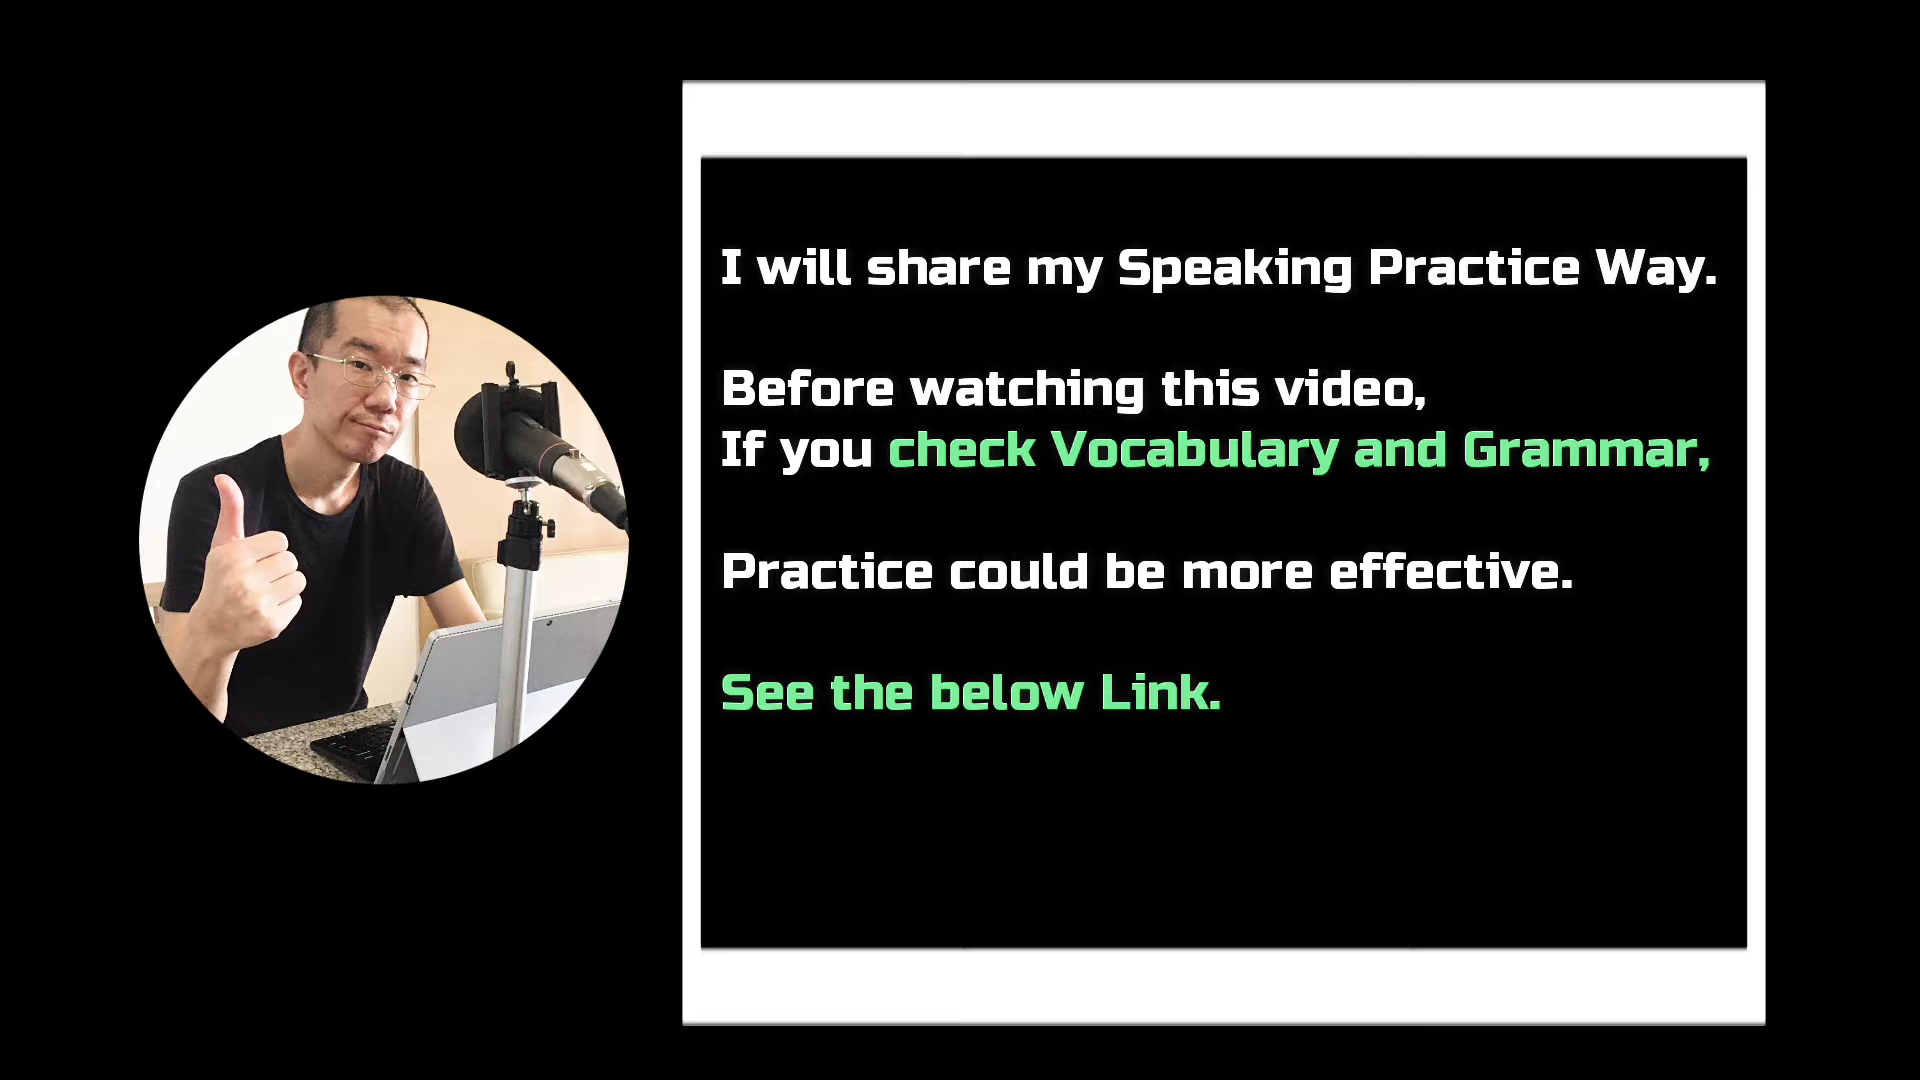 I will share my Speaking Practice Way.
Before watching this video,
If you check Vocabulary and Grammar,
Practice could be more effective.
See the below Link.